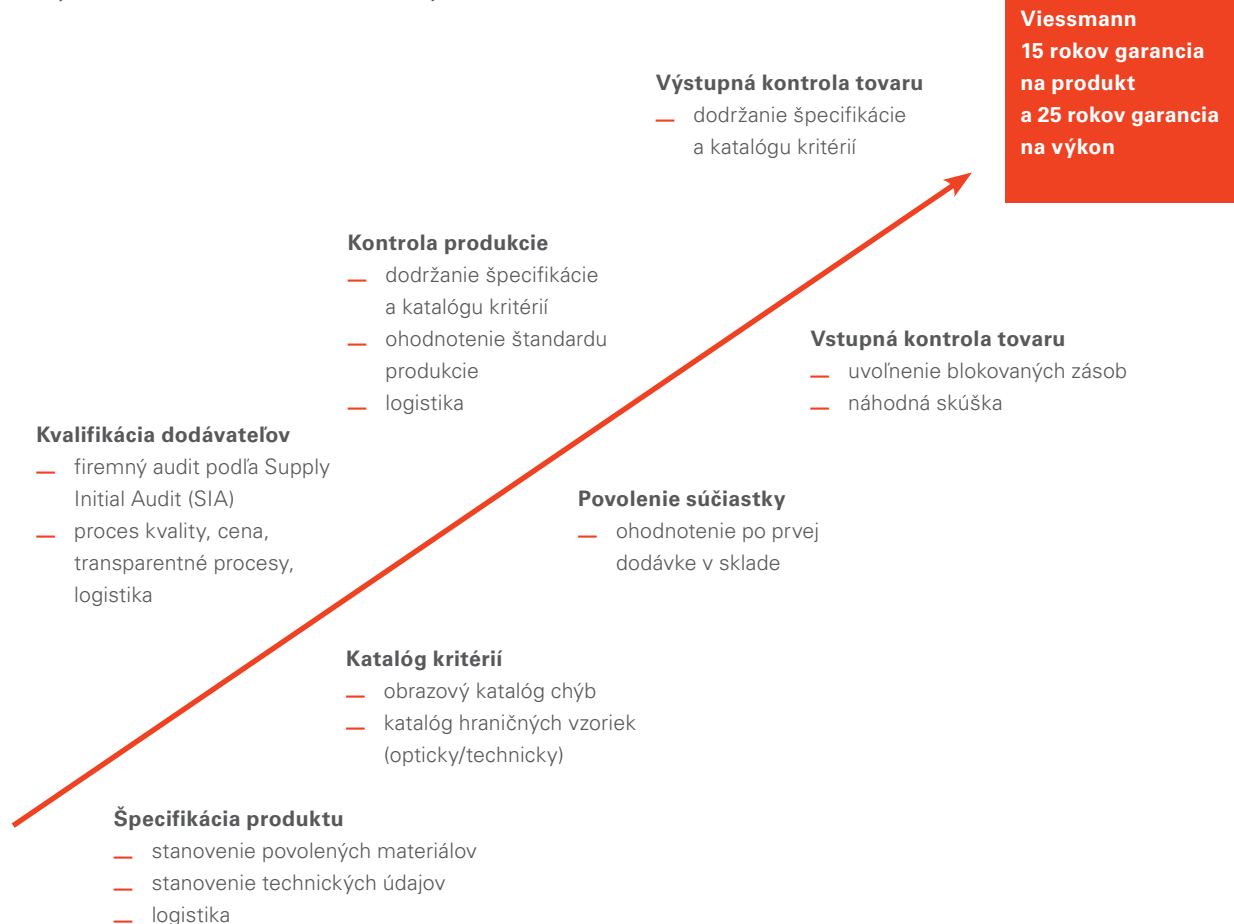 Viessmann
15 rokov garancia
na produkt
a 25 rokov garancia
na výkon
Výstupná kontrola tovaru
dodržanie špecifikácie
a katalógu kritérií
Kontrola produkcie
dodržanie špecifikácie
a katalógu kritérií
ohodnotenie štandardu
produkcie
logistika
Vstupná kontrola tovaru
uvoľnenie blokovaných zásob
náhodná skúška
Kvalifikácia dodávateľov
firemný audit podľa Supply
Initial Audit (SIA)
proces kvality, cena,
transparentné procesy,
logistika
Povolenie súčiastky
ohodnotenie po prvej
dodávke v sklade
Katalóg kritérií
obrazový katalóg chýb
katalóg hraničných vzoriek
(opticky/technicky)
Špecifikácia produktu
stanovenie povolených materiálov
stanovenie technických údajov
logistika